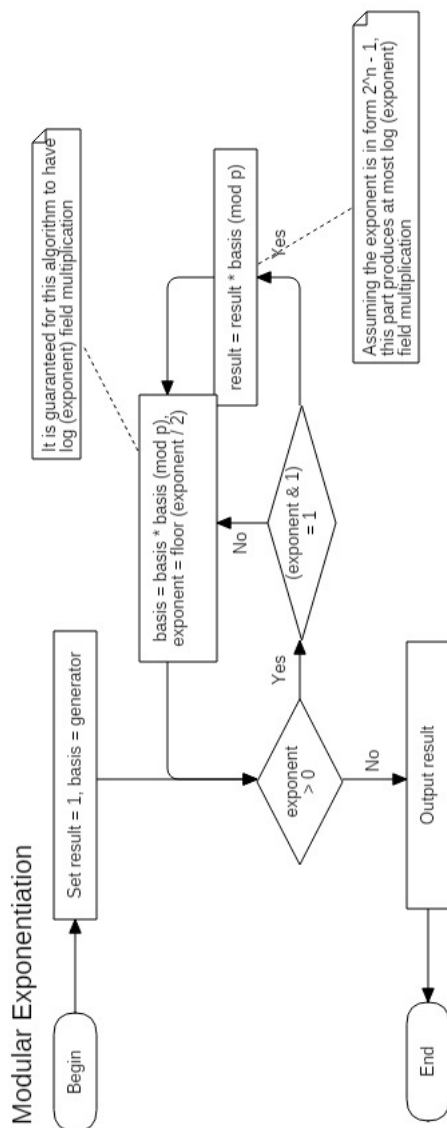 Modular Exponentiation
Begin
Set result = 1, basis = generator
It is guaranteed for this algorithm to have
log (exponent) field multiplication
basis = basis * basis (mod p),
exponent = floor (exponent / 2)
result = result * basis (mod p)
exponent
> 0
Yes
(exponent & 1)
= 1
No
Yes
Assuming the exponent is in form 2^n - 1,
this part produces at most log (exponent)
field multiplication
No
Output result
End